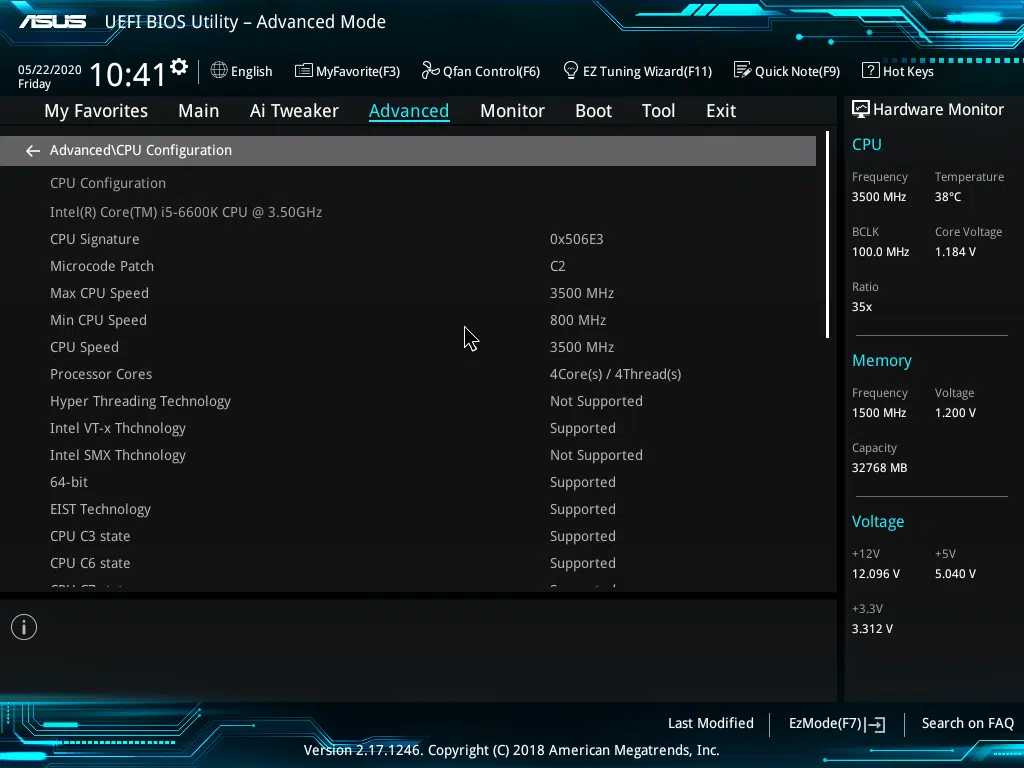 ASUS UEFI BIOS Utility – Advanced Mode
05/22/2020
Friday
10:41
English
MyFavorite(F3)
Qfan Control(F6)
EZ Tuning Wizard(F11)
Quick Note(F9)
? Hot Keys
My Favorites Main Ai Tweaker Advanced Monitor Boot Tool Exit
Advanced\CPU Configuration
CPU Configuration
Intel(R) Core(TM) i5-6600K CPU @ 3.50GHz
CPU Signature 0x506E3
Microcode Patch C2
Max CPU Speed 3500 MHz
Min CPU Speed 800 MHz
CPU Speed 3500 MHz
Processor Cores 4Core(s) / 4Thread(s)
Hyper Threading Technology Not Supported
Intel VT-x Thchnology Supported
Intel SMX Thchnology Not Supported
64-bit Supported
EIST Technology Supported
CPU C3 state Supported
CPU C6 state Supported
Hardware Monitor
CPU
Frequency Temperature
3500 MHz 38°C
BCLK Core Voltage
100.0 MHz 1.184 V
Ratio
35x
Memory
Frequency Voltage
1500 MHz 1.200 V
Capacity
32768 MB
Voltage
+12V +5V
12.096 V 5.040 V
+3.3V
3.312 V
Last Modified
EzMode(F7)
Search on FAQ
Version 2.17.1246. Copyright (C) 2018 American Megatrends, Inc.